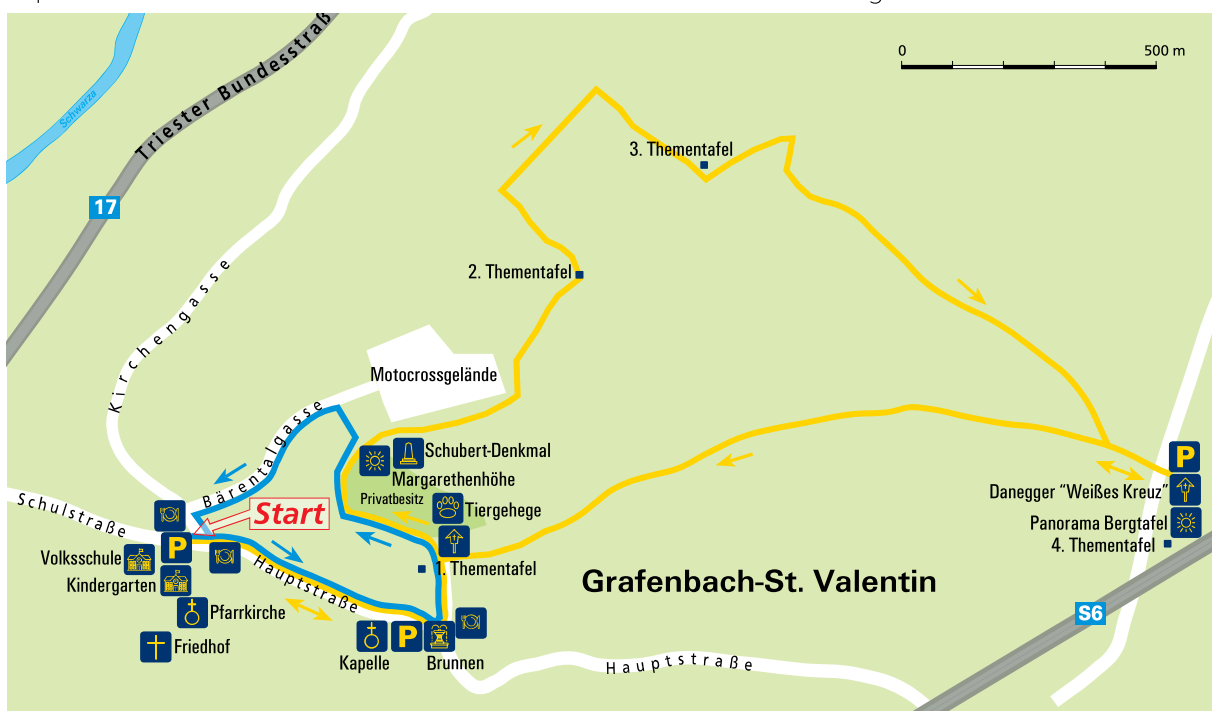 0 500 m
Schwarza
Triester Bundesstraß
17
3. Thementafel
2. Thementafel
Kirchengasse
Motocrossgelände
Bärentalgasse
Schubert-Denkmal
Margarethenhöhe
Privatbesitz
Tiergehege
Start
Schulstraße
P
Volksschule
Kindergarten
Hauptstraße
1. Thementafel
Pfarrkirche
Friedhof
P
Kapelle
Brunnen
Grafenbach-St. Valentin
Hauptstraße
P
Danegger “Weißes Kreuz”
Panorama Bergtafel
4. Thementafel
S6